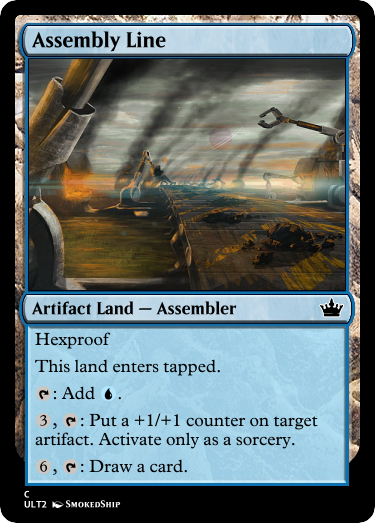 Assembly Line
Artifact Land — Assembler
Hexproof
This land enters tapped.
: Add .
3 , : Put a +1/+1 counter on target
artifact. Activate only as a sorcery.
6 , : Draw a card.
C
ULT2 SmokedShip